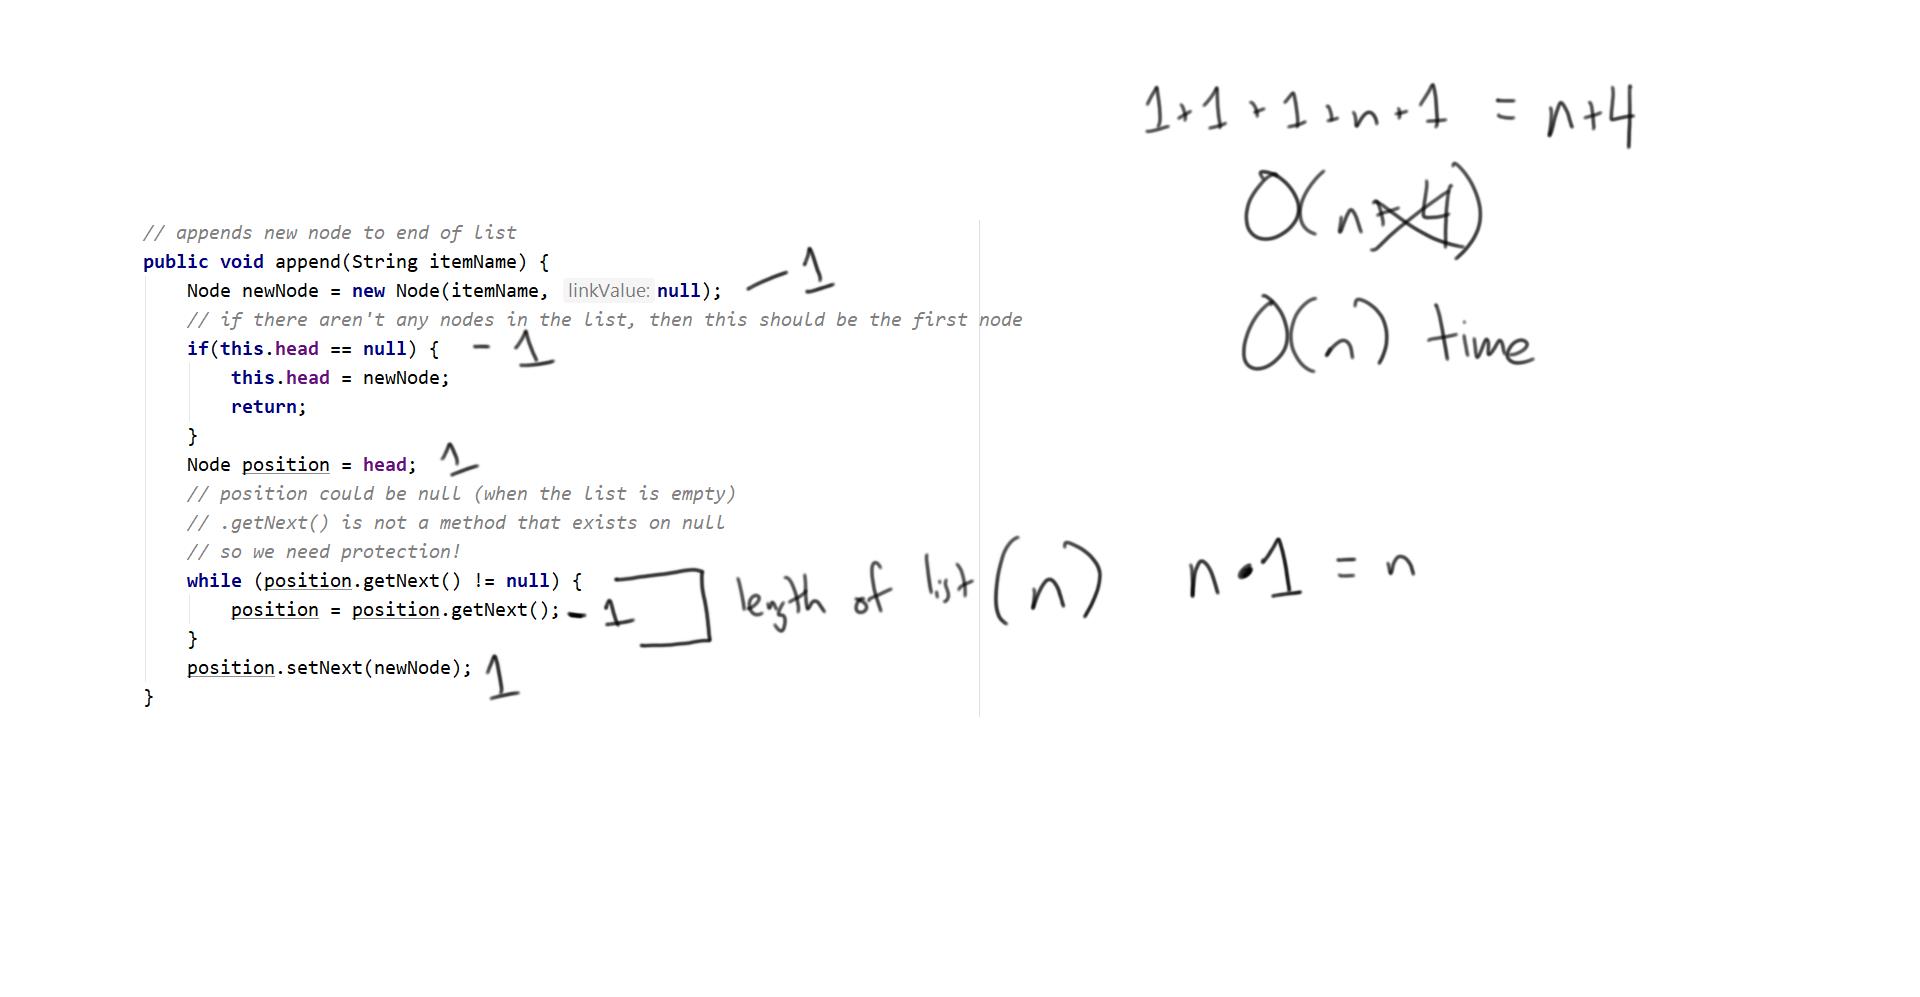 1+1+1+n+1 = n+4
O(n+4)
O(n) time
// appends new node to end of list
public void append(String itemName) {
Node newNode = new Node(itemName, linkValue: null); - 1
// if there aren't any nodes in the list, then this should be the first node
if(this.head == null) { - 1
this.head = newNode;
return;
}
Node position = head; 1
// position could be null (when the list is empty)
// .getNext() is not a method that exists on null
// so we need protection!
while (position.getNext() != null) {
position = position.getNext(); - 1
length of list (n) n • 1 = n
}
position.setNext(newNode); 1
}